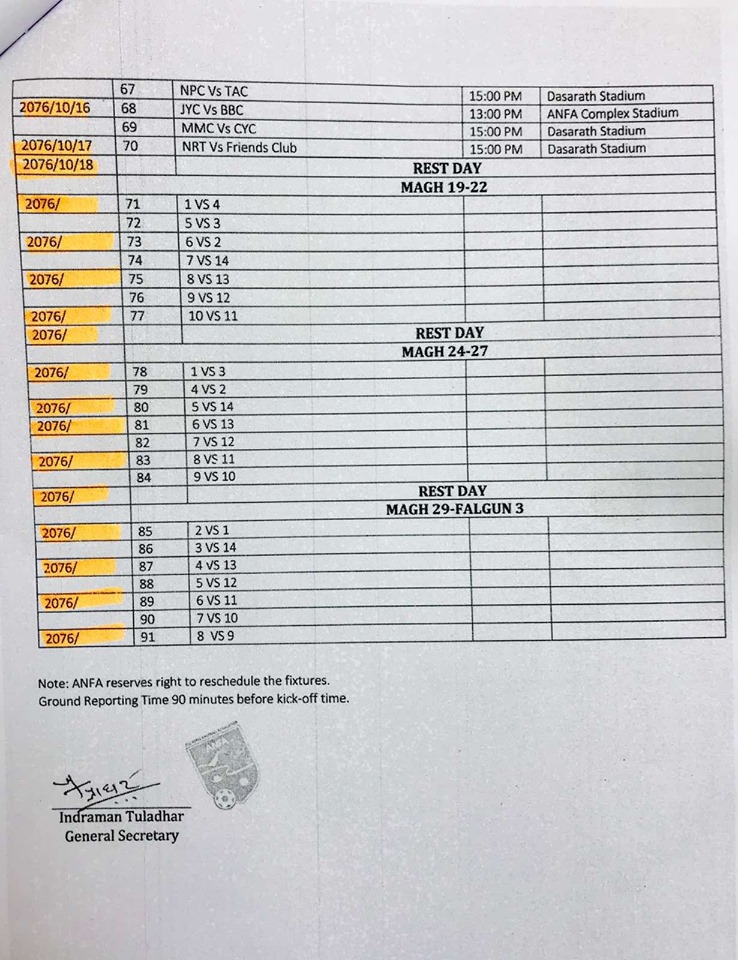 67 NPC Vs TAC 15:00 PM Dasarath Stadium
2076/10/16 68 JYC Vs BBC 13:00 PM ANFA Complex Stadium
69 MMC Vs CYC 15:00 PM Dasarath Stadium
2076/10/17 70 NRT Vs Friends Club 15:00 PM Dasarath Stadium
2076/10/18 REST DAY
MAGH 19-22
2076/ 71 1 VS 4
72 5 VS 3
2076/ 73 6 VS 2
74 7 VS 14
2076/ 75 8 VS 13
76 9 VS 12
2076/ 77 10 VS 11
2076/ REST DAY
MAGH 24-27
2076/ 78 1 VS 3
79 4 VS 2
2076/ 80 5 VS 14
2076/ 81 6 VS 13
82 7 VS 12
2076/ 83 8 VS 11
84 9 VS 10
2076/ REST DAY
MAGH 29-FALGUN 3
2076/ 85 2 VS 1
86 3 VS 14
2076/ 87 4 VS 13
88 5 VS 12
2076/ 89 6 VS 11
90 7 VS 10
2076/ 91 8 VS 9
Note: ANFA reserves right to reschedule the fixtures.
Ground Reporting Time 90 minutes before kick-off time.
Indraman Tuladhar
General Secretary